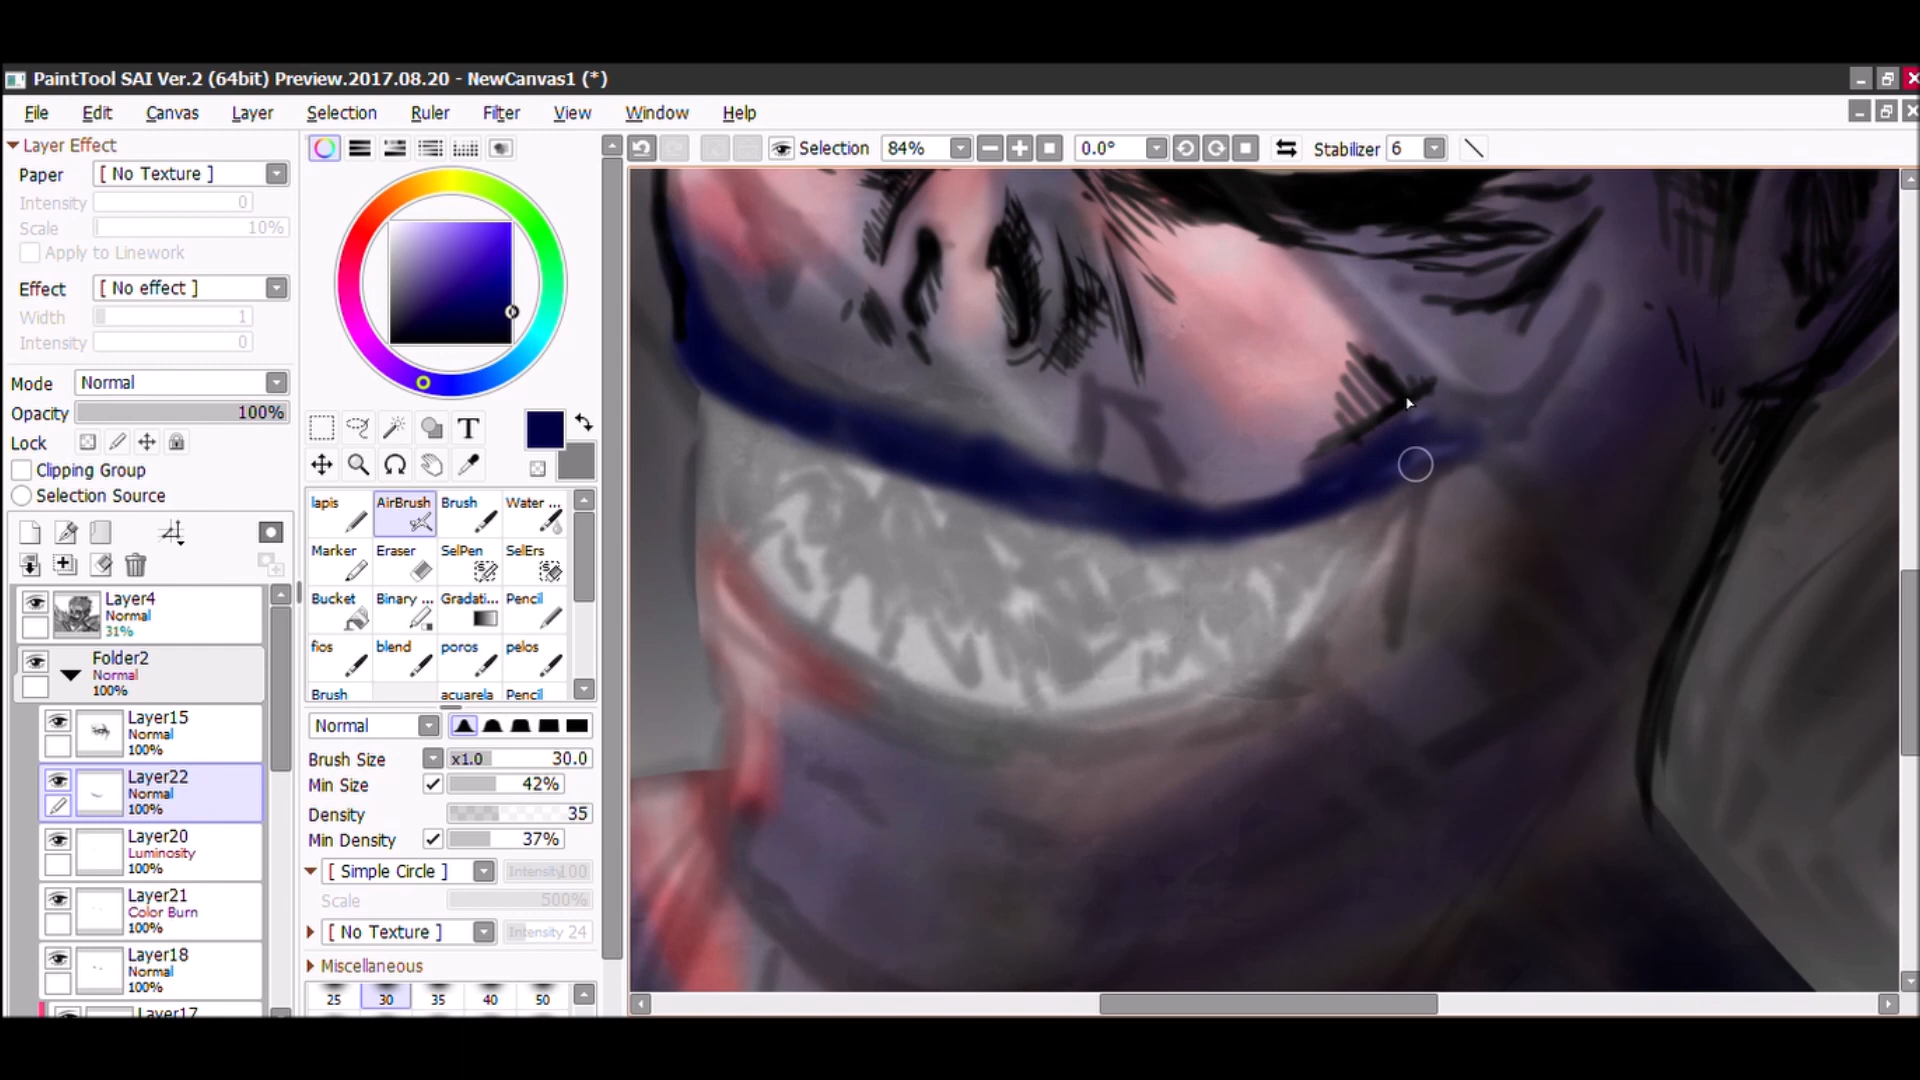 PaintTool SAI Ver.2 (64bit) Preview.2017.08.20 - NewCanvas1 (*)
File Edit Canvas Layer Selection Ruler Filter View Window Help
Selection 84% 0.0° Stabilizer 6
Layer Effect
Paper [ No Texture ]
Intensity 0
Scale 10%
Apply to Linework
Effect [ No effect ]
Width 1
Intensity 0
Mode Normal
Opacity 100%
Lock
Clipping Group
Selection Source
Layer4
Normal
31%
Folder2
Normal
100%
Layer15
Normal
100%
Layer22
Normal
100%
Layer20
Luminosity
100%
Layer21
Color Burn
100%
Layer18
Normal
100%
Layer17
T
lapis AirBrush Brush Water ...
Marker Eraser SelPen SelErs
Bucket Binary ... Gradati... Pencil
fios blend poros pelos
Brush acuarela Pencil
Normal
Brush Size x1.0 30.0
Min Size 42%
Density 35
Min Density 37%
[ Simple Circle ] Intensity 100
Scale 500%
[ No Texture ] Intensity 24
Miscellaneous
25 30 35 40 50